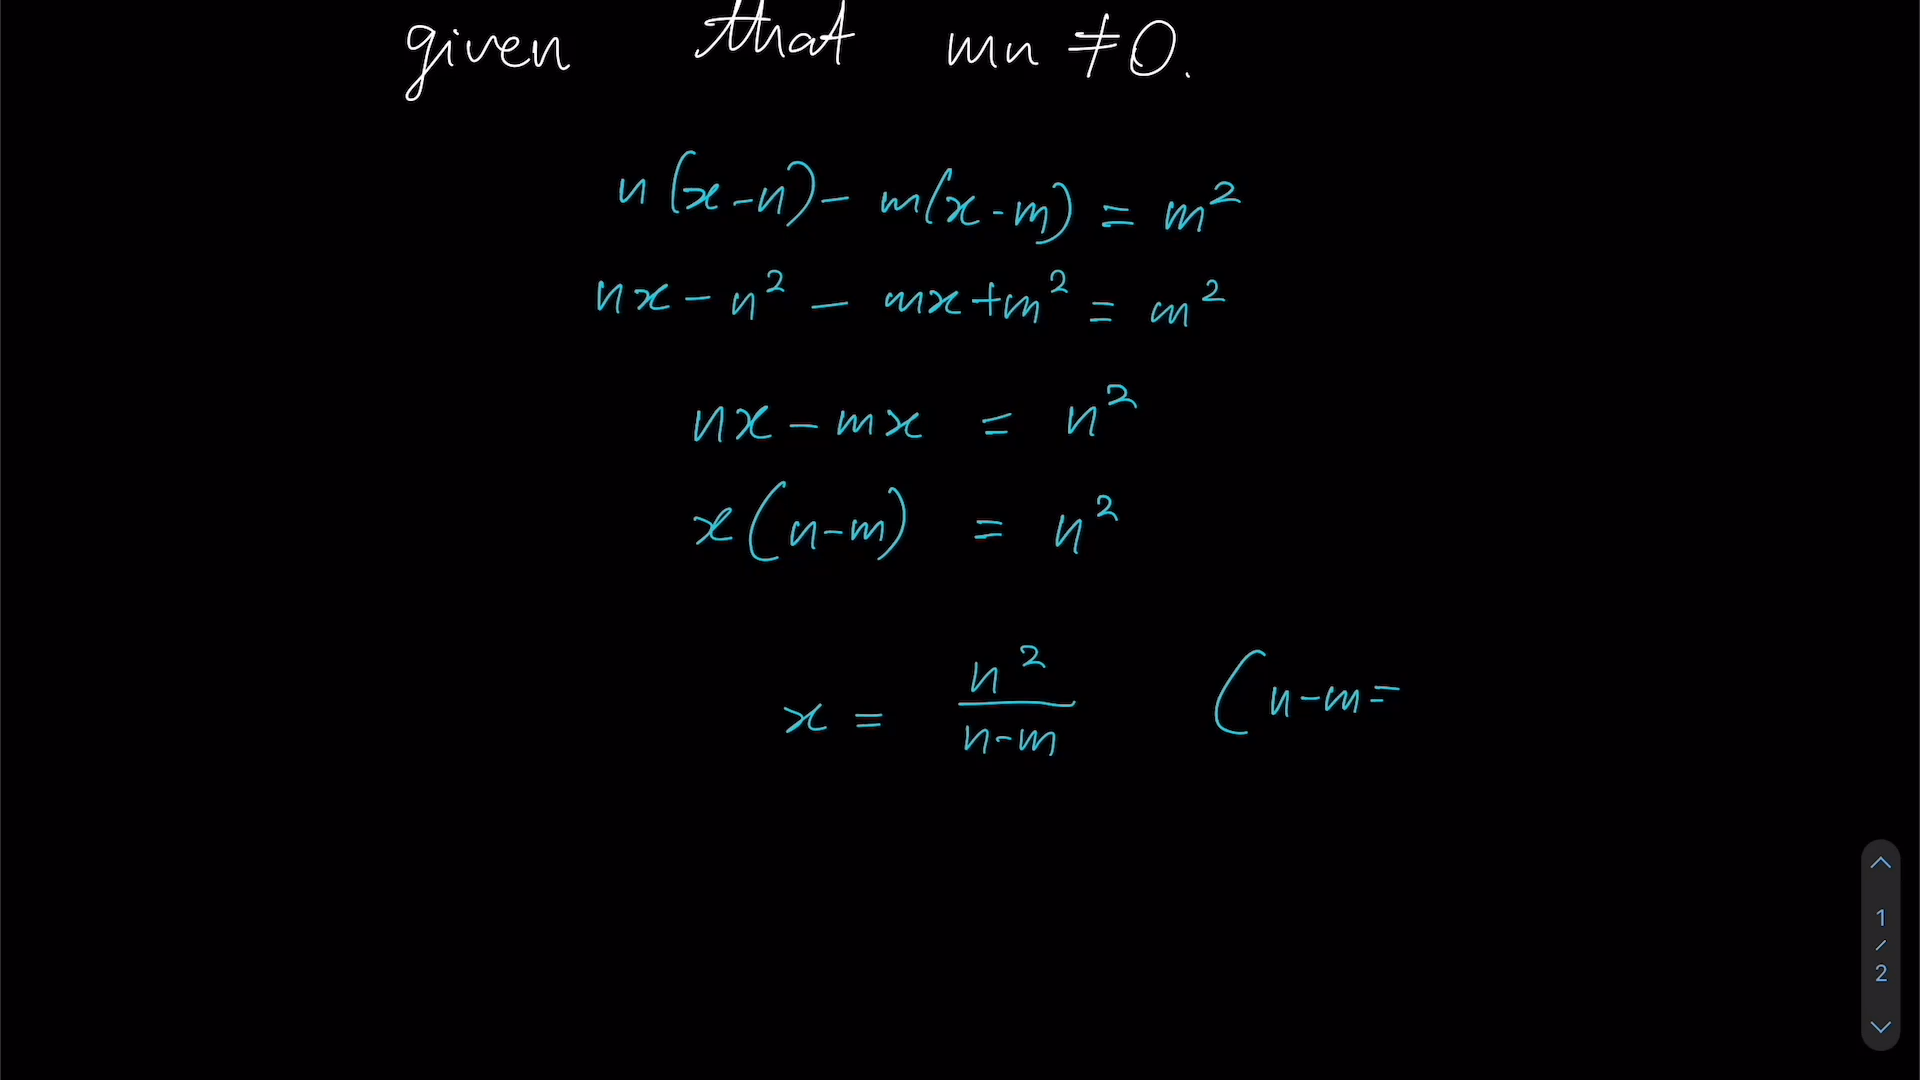 given that mn ≠ 0.
n(x-n) - m(x-m) = m²
nx - n² - mx + m² = m²
nx - mx = n²
x(n-m) = n²
x = n²/(n-m) (n-m=
1
/
2